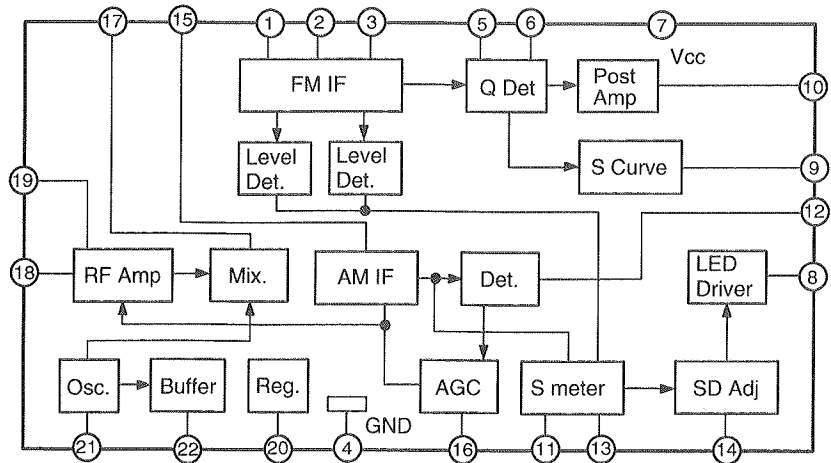 17
15
1
2
3
5
6
7
Vcc
FM IF
Q Det
Post
Amp
10
Level
Det.
Level
Det.
S Curve
9
19
12
18
RF Amp
Mix.
AM IF
Det.
LED
Driver
8
Osc.
Buffer
Reg.
GND
AGC
S meter
SD Adj
21
22
20
4
16
11
13
14